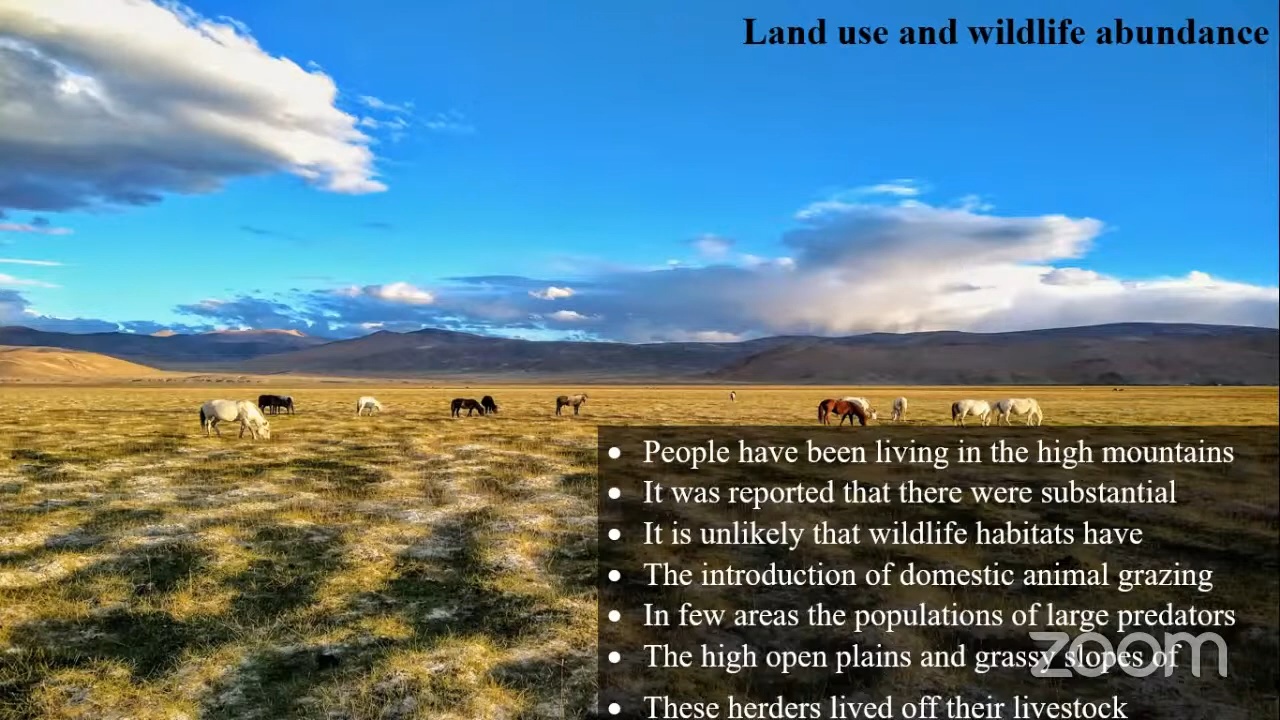 Land use and wildlife abundance
• People have been living in the high mountains
• It was reported that there were substantial
• It is unlikely that wildlife habitats have
• The introduction of domestic animal grazing
• In few areas the populations of large predators
• The high open plains and grassy slopes of
zoom
• These herders lived off their livestock